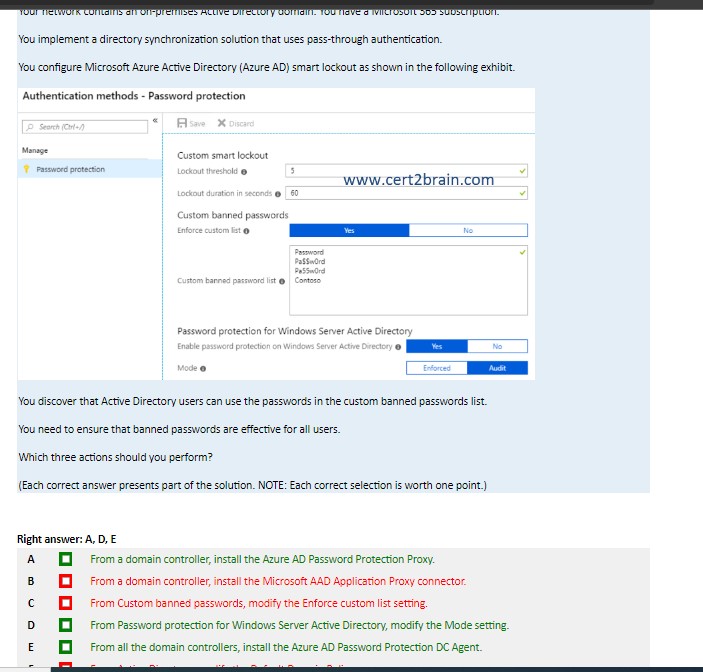 Your network contains an on-premises Active Directory domain. You have a Microsoft 365 subscription.
You implement a directory synchronization solution that uses pass-through authentication.
You configure Microsoft Azure Active Directory (Azure AD) smart lockout as shown in the following exhibit.
Authentication methods - Password protection
Search (Ctrl+/)
«
Save
Discard
Manage
Password protection
Custom smart lockout
Lockout threshold
5
www.cert2brain.com
Lockout duration in seconds
60
Custom banned passwords
Enforce custom list
Yes
No
Password
Pa$$w0rd
Pa55w0rd
Contoso
Custom banned password list
Password protection for Windows Server Active Directory
Enable password protection on Windows Server Active Directory
Yes
No
Mode
Enforced
Audit
You discover that Active Directory users can use the passwords in the custom banned passwords list.
You need to ensure that banned passwords are effective for all users.
Which three actions should you perform?
(Each correct answer presents part of the solution. NOTE: Each correct selection is worth one point.)
Right answer: A, D, E
A From a domain controller, install the Azure AD Password Protection Proxy.
B From a domain controller, install the Microsoft AAD Application Proxy connector.
C From Custom banned passwords, modify the Enforce custom list setting.
D From Password protection for Windows Server Active Directory, modify the Mode setting.
E From all the domain controllers, install the Azure AD Password Protection DC Agent.